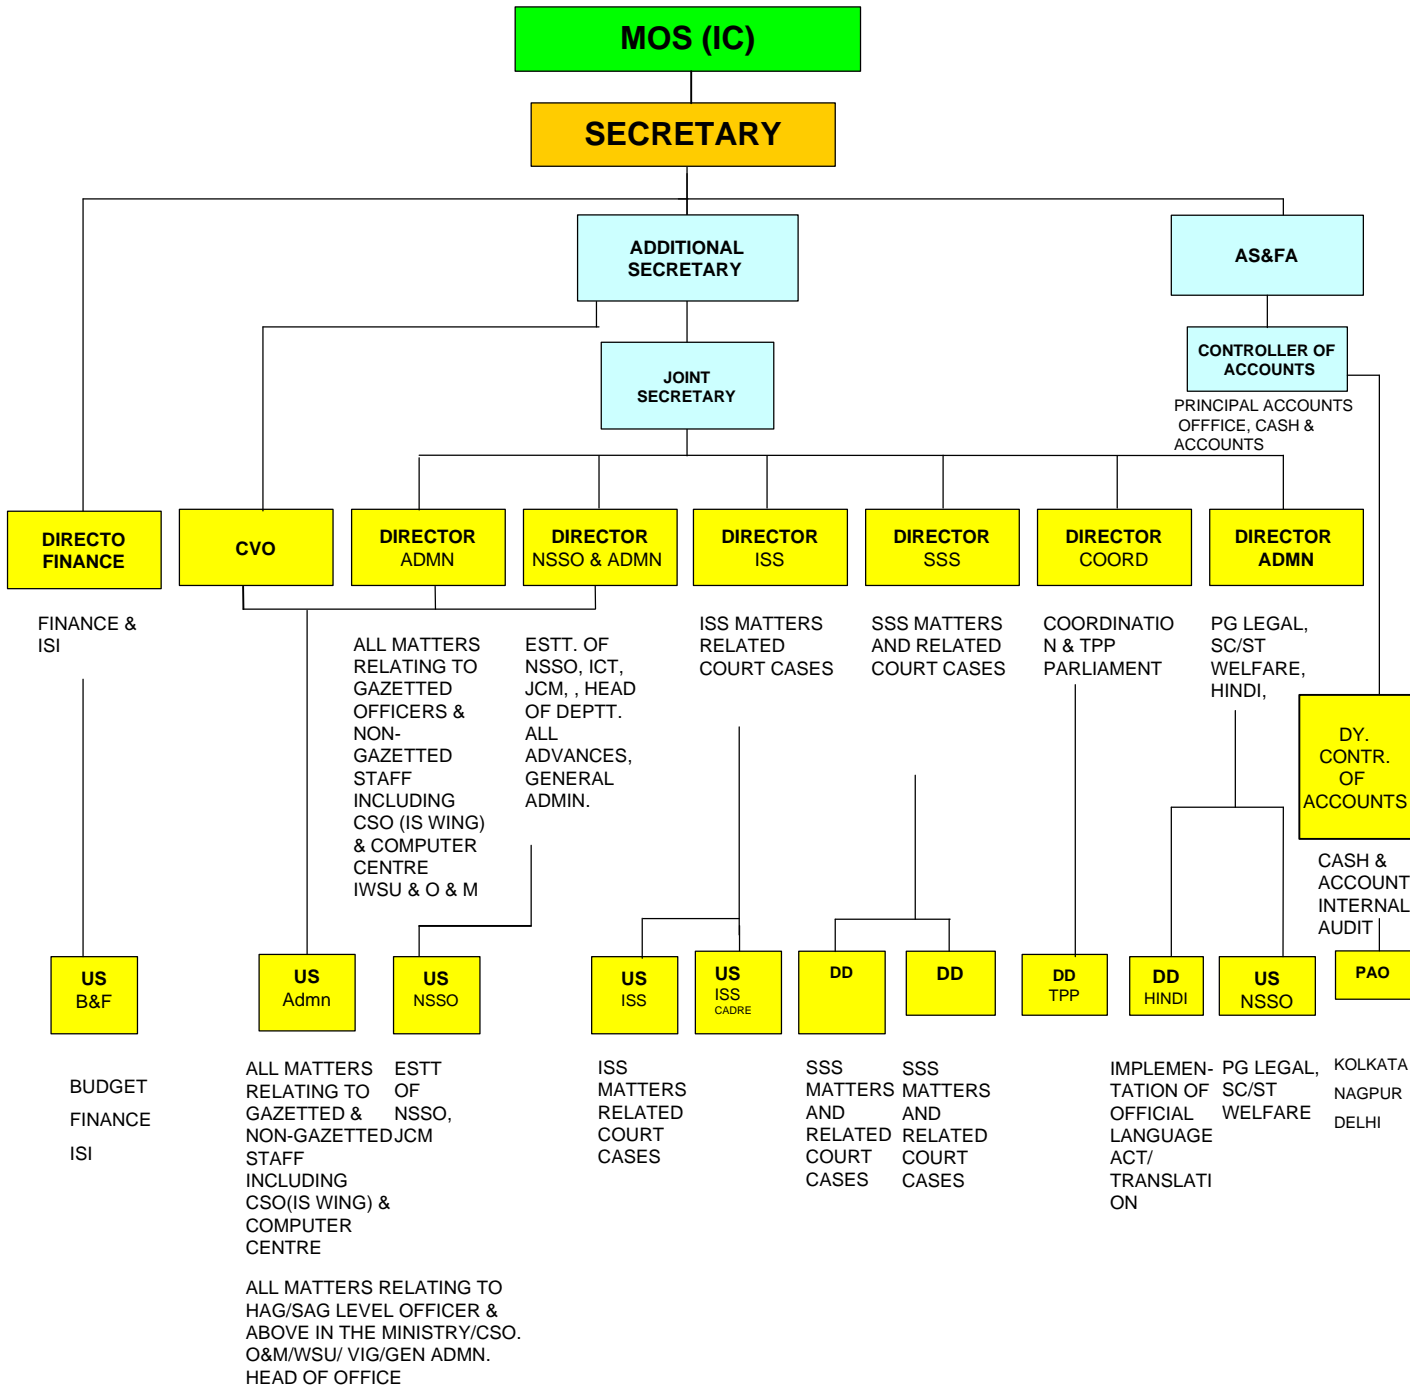 MOS (IC)
SECRETARY
ADDITIONAL
SECRETARY
AS&FA
JOINT
SECRETARY
CONTROLLER OF
ACCOUNTS
PRINCIPAL ACCOUNTS
OFFFICE, CASH &
ACCOUNTS
DIRECTO
FINANCE
CVO
DIRECTOR
ADMN
DIRECTOR
NSSO & ADMN
DIRECTOR
ISS
DIRECTOR
SSS
DIRECTOR
COORD
DIRECTOR
ADMN
FINANCE &
ISI
ALL MATTERS
RELATING TO
GAZETTED
OFFICERS &
NON-
GAZETTED
STAFF
INCLUDING
CSO (IS WING)
& COMPUTER
CENTRE
IWSU & O & M
ESTT. OF
NSSO, ICT,
JCM, , HEAD
OF DEPTT.
ALL
ADVANCES,
GENERAL
ADMIN.
ISS MATTERS
RELATED
COURT CASES
SSS MATTERS
AND RELATED
COURT CASES
COORDINATIO
N & TPP
PARLIAMENT
PG LEGAL,
SC/ST
WELFARE,
HINDI,
DY.
CONTR.
OF
ACCOUNTS
CASH &
ACCOUNT
INTERNAL
AUDIT
US
B&F
US
Admn
US
NSSO
US
ISS
US
ISS
CADRE
DD
DD
DD
TPP
DD
HINDI
US
NSSO
PAO
BUDGET
FINANCE
ISI
ALL MATTERS
RELATING TO
GAZETTED &
NON-GAZETTED
STAFF
INCLUDING
CSO(IS WING) &
COMPUTER
CENTRE
ALL MATTERS RELATING TO
HAG/SAG LEVEL OFFICER &
ABOVE IN THE MINISTRY/CSO.
O&M/WSU/ VIG/GEN ADMN.
HEAD OF OFFICE
ESTT
OF
NSSO,
JCM
ISS
MATTERS
RELATED
COURT
CASES
SSS
MATTERS
AND
RELATED
COURT
CASES
SSS
MATTERS
AND
RELATED
COURT
CASES
IMPLEMEN-
TATION OF
OFFICIAL
LANGUAGE
ACT/
TRANSLATI
ON
PG LEGAL,
SC/ST
WELFARE
KOLKATA
NAGPUR
DELHI